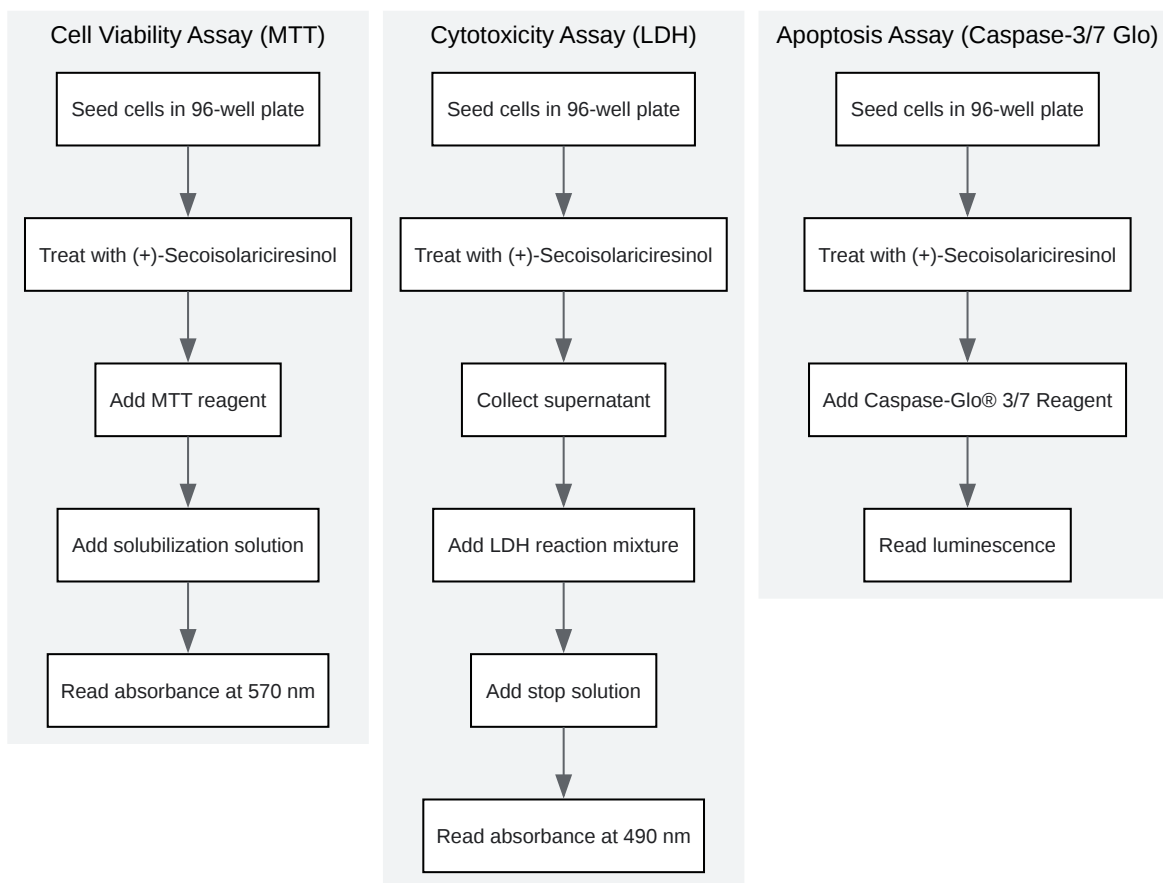 Cell Viability Assay (MTT)
Seed cells in 96-well plate
Treat with (+)-Secoisolariciresinol
Add MTT reagent
Add solubilization solution
Read absorbance at 570 nm
Cytotoxicity Assay (LDH)
Seed cells in 96-well plate
Treat with (+)-Secoisolariciresinol
Collect supernatant
Add LDH reaction mixture
Add stop solution
Read absorbance at 490 nm
Apoptosis Assay (Caspase-3/7 Glo)
Seed cells in 96-well plate
Treat with (+)-Secoisolariciresinol
Add Caspase-Glo® 3/7 Reagent
Read luminescence